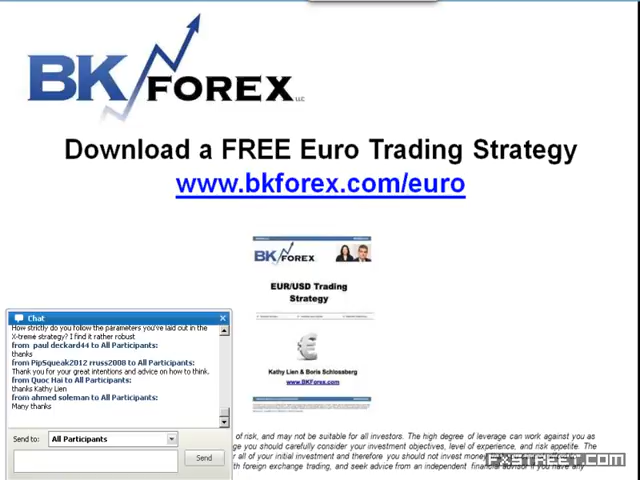 BK FOREX LLC
Download a FREE Euro Trading Strategy
www.bkforex.com/euro
BK FOREX
EUR/USD Trading
Strategy
Kathy Lien & Boris Schlossberg
www.BKForex.com
Chat
How strictly do you follow the parameters you've laid out in the
X-treme strategy? I find it rather robust
from paul deckard44 to All Participants:
thanks
from PipSqueak2012 rruss2008 to All Participants:
Thank you for your great intentions and advice on how to think.
from Quoc Hai to All Participants:
thanks Kathy Lien
from ahmed soleman to All Participants:
Many thanks
Send to: All Participants
Send
of risk, and may not be suitable for all investors. The high degree of leverage can work against you as
ge you should carefully consider your investment objectives, level of experience, and risk appetite. The
r all of your initial investment and therefore you should not invest money
th foreign exchange trading, and seek advice from an independent financial advisor if you have any
FXSTREET.COM